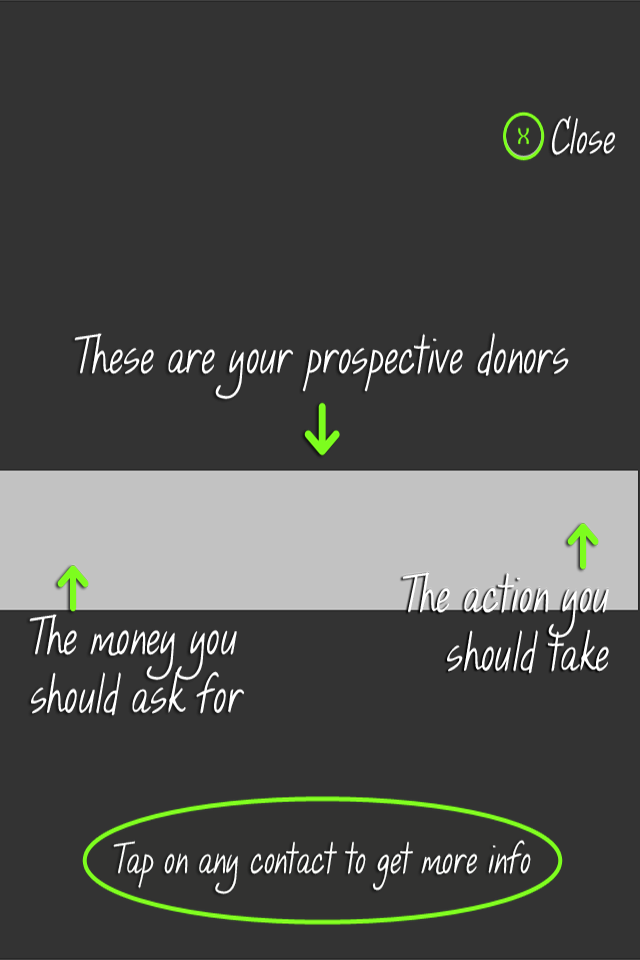 X Close
These are your prospective donors
The money you
should ask for
The action you
should take
Tap on any contact to get more info